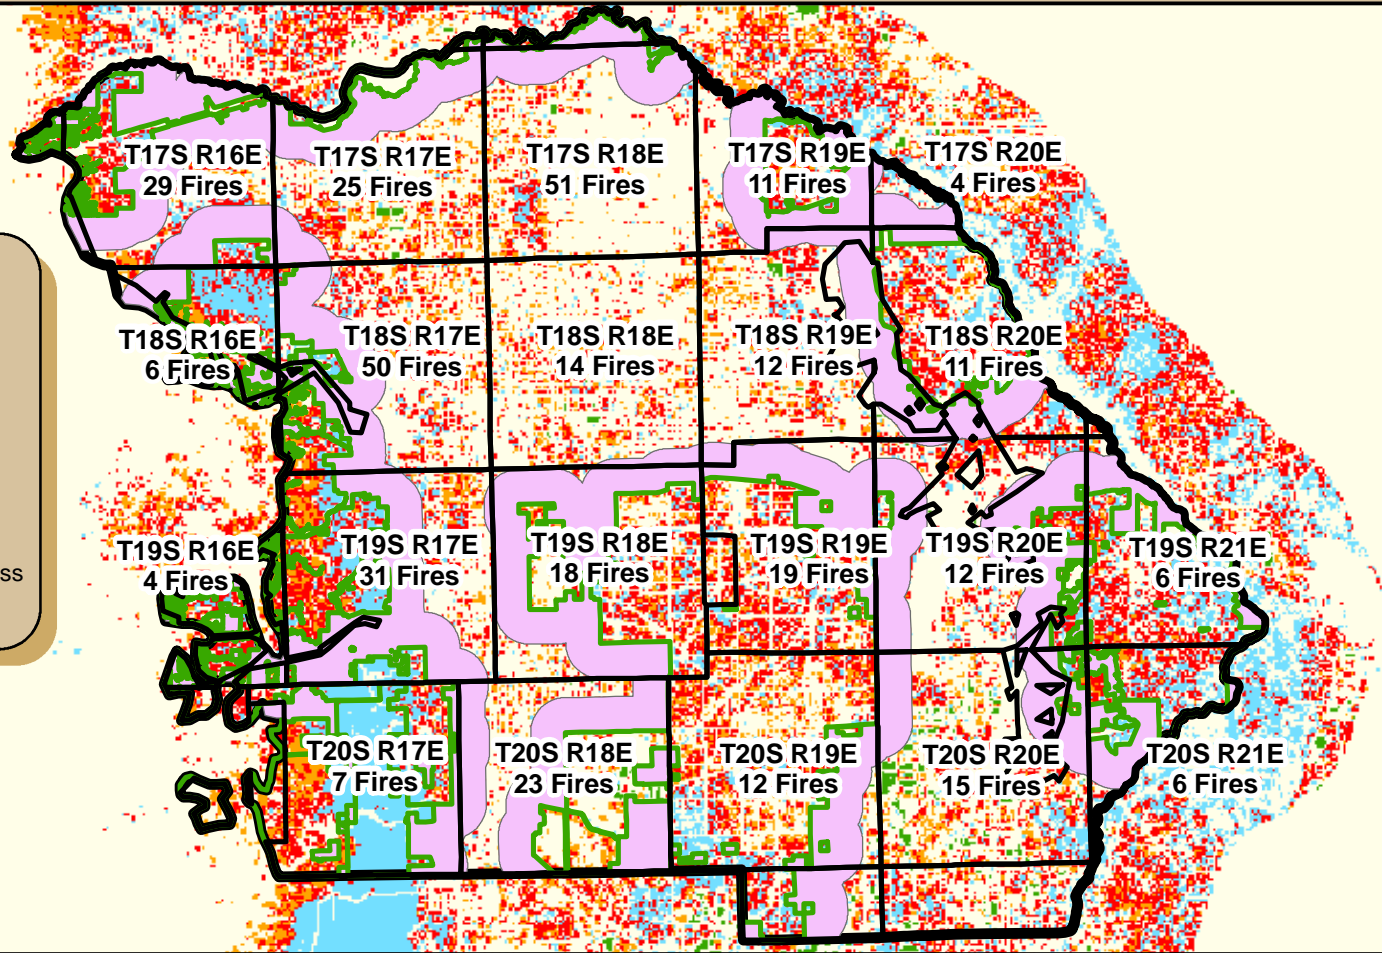 T17S R16E
29 Fires
T17S R17E
25 Fires
T17S R18E
51 Fires
T17S R19E
11 Fires
T17S R20E
4 Fires
T18S R16E
6 Fires
T18S R17E
50 Fires
T18S R18E
14 Fires
T18S R19E
12 Fires
T18S R20E
11 Fires
ss
T19S R16E
4 Fires
T19S R17E
31 Fires
T19S R18E
18 Fires
T19S R19E
19 Fires
T19S R20E
12 Fires
T19S R21E
6 Fires
T20S R17E
7 Fires
T20S R18E
23 Fires
T20S R19E
12 Fires
T20S R20E
15 Fires
T20S R21E
6 Fires